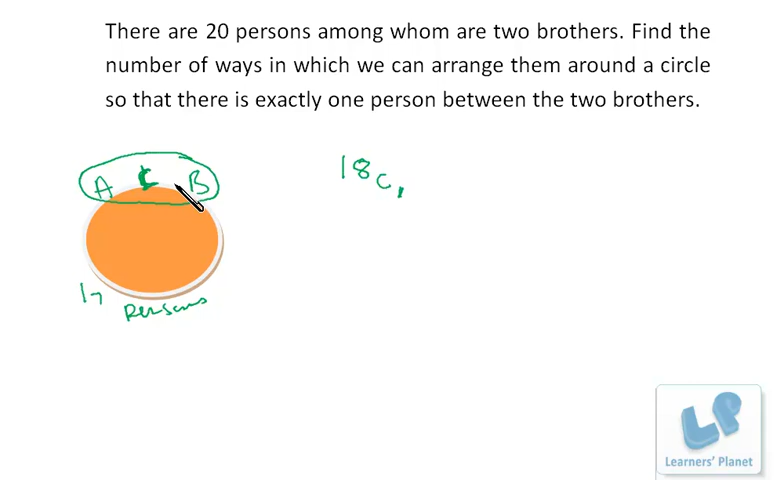 There are 20 persons among whom are two brothers. Find the
number of ways in which we can arrange them around a circle
so that there is exactly one person between the two brothers.
A C B
18c₁
17 Persons
LP
Learners' Planet